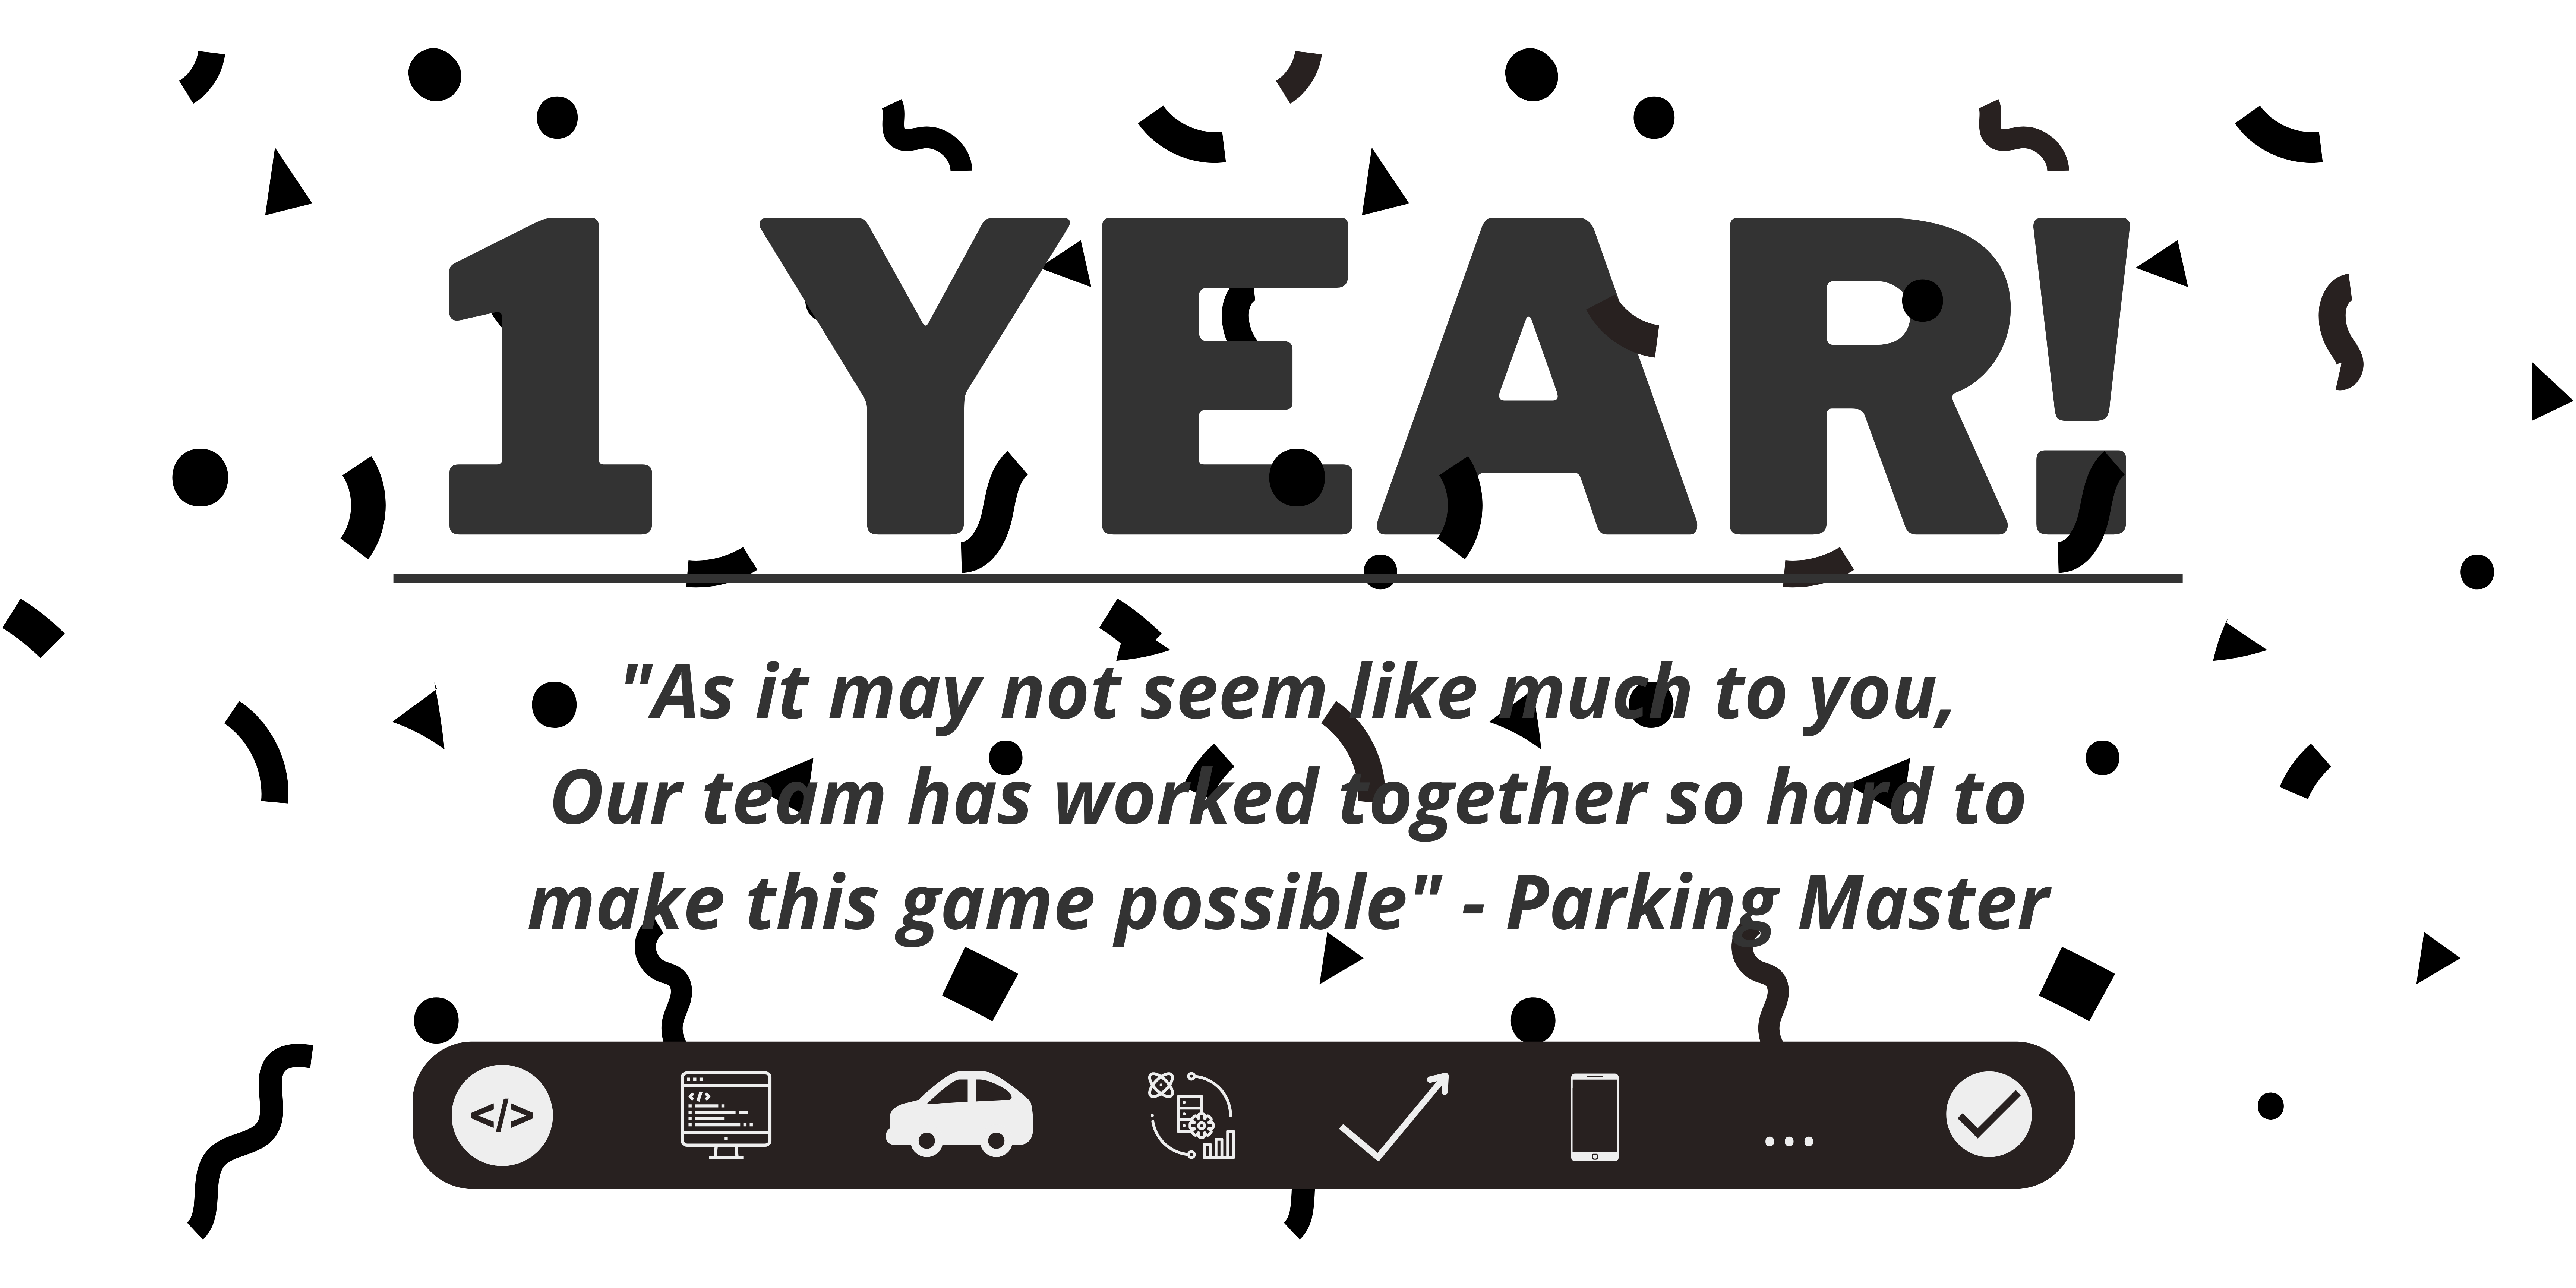 1 YEAR!
"As it may not seem like much to you,
Our team has worked together so hard to
make this game possible" - Parking Master
</> 
</> 
...